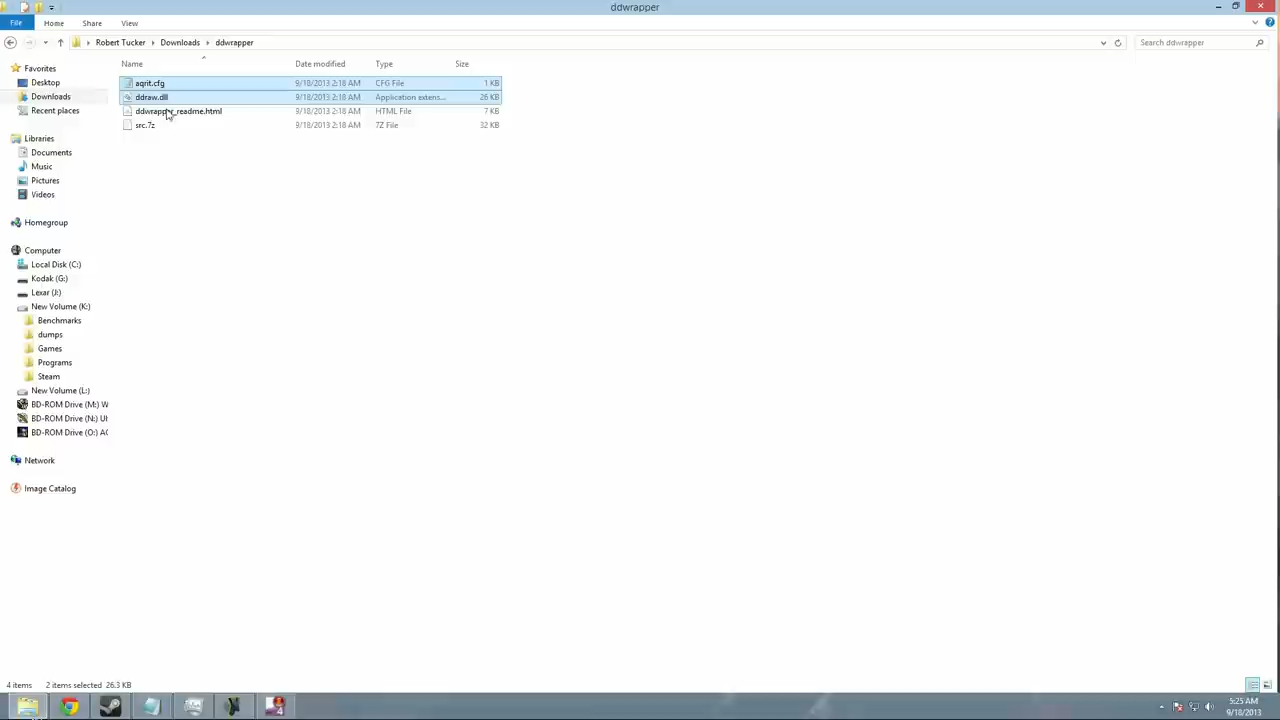 ddwrapper
File Home Share View
Robert Tucker Downloads ddwrapper Search ddwrapper
Name Date modified Type Size
Favorites
Desktop
Downloads
Recent places
Libraries
Documents
Music
Pictures
Videos
Homegroup
Computer
Local Disk (C:)
Kodak (G:)
Lexar (J:)
New Volume (K:)
Benchmarks
dumps
Games
Programs
Steam
New Volume (L:)
BD-ROM Drive (M:) W
BD-ROM Drive (N:) UI
BD-ROM Drive (O:) AC
Network
Image Catalog
aqrit.cfg 9/18/2013 2:18 AM CFG File 1 KB
ddraw.dll 9/18/2013 2:18 AM Application extens... 26 KB
ddwrapper_readme.html 9/18/2013 2:18 AM HTML File 7 KB
src.7z 9/18/2013 2:18 AM 7Z File 32 KB
4 items 2 items selected 26.3 KB
5:25 AM
9/18/2013